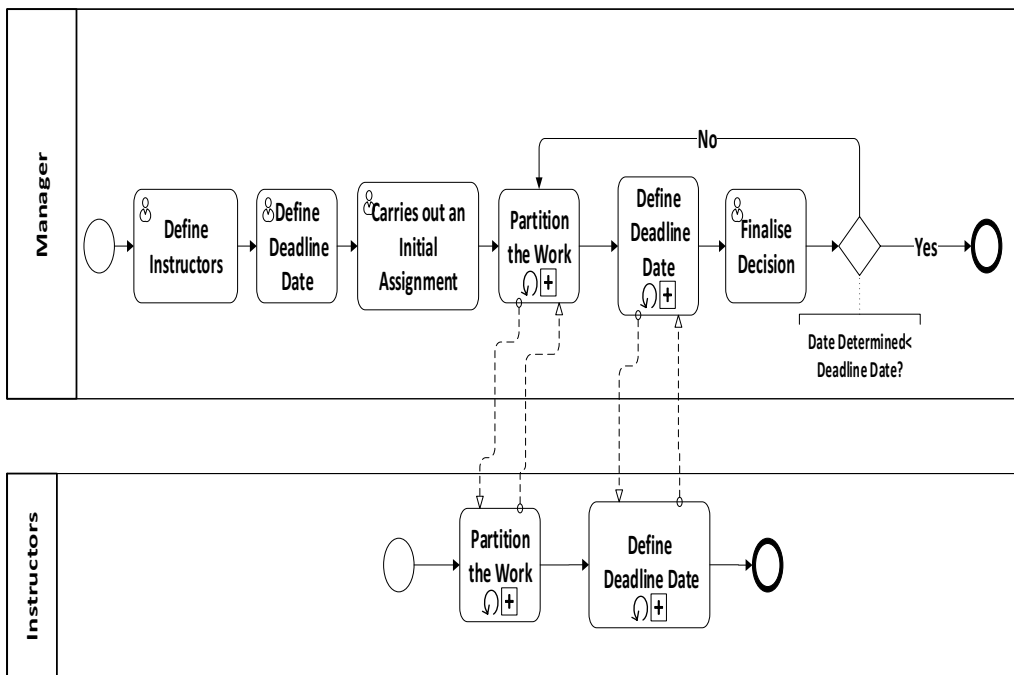 Manager
No
Define
Instructors
Define
Deadline
Date
Carries out an
Initial
Assignment
Partition
the Work
Define
Deadline
Date
Finalise
Decision
Yes
Date Determined<
Deadline Date?
Instructors
Partition
the Work
Define
Deadline Date